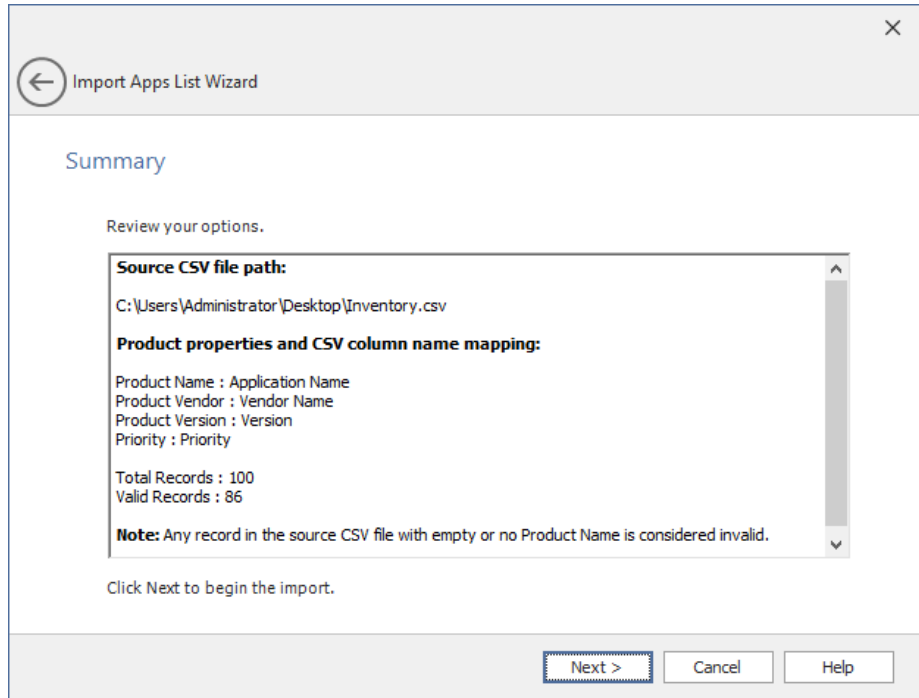 Import Apps List Wizard
Summary
Review your options.
Source CSV file path:
C:\Users\Administrator\Desktop\Inventory.csv
Product properties and CSV column name mapping:
Product Name : Application Name
Product Vendor : Vendor Name
Product Version : Version
Priority : Priority
Total Records : 100
Valid Records : 86
Note: Any record in the source CSV file with empty or no Product Name is considered invalid.
Click Next to begin the import.
Next > Cancel Help